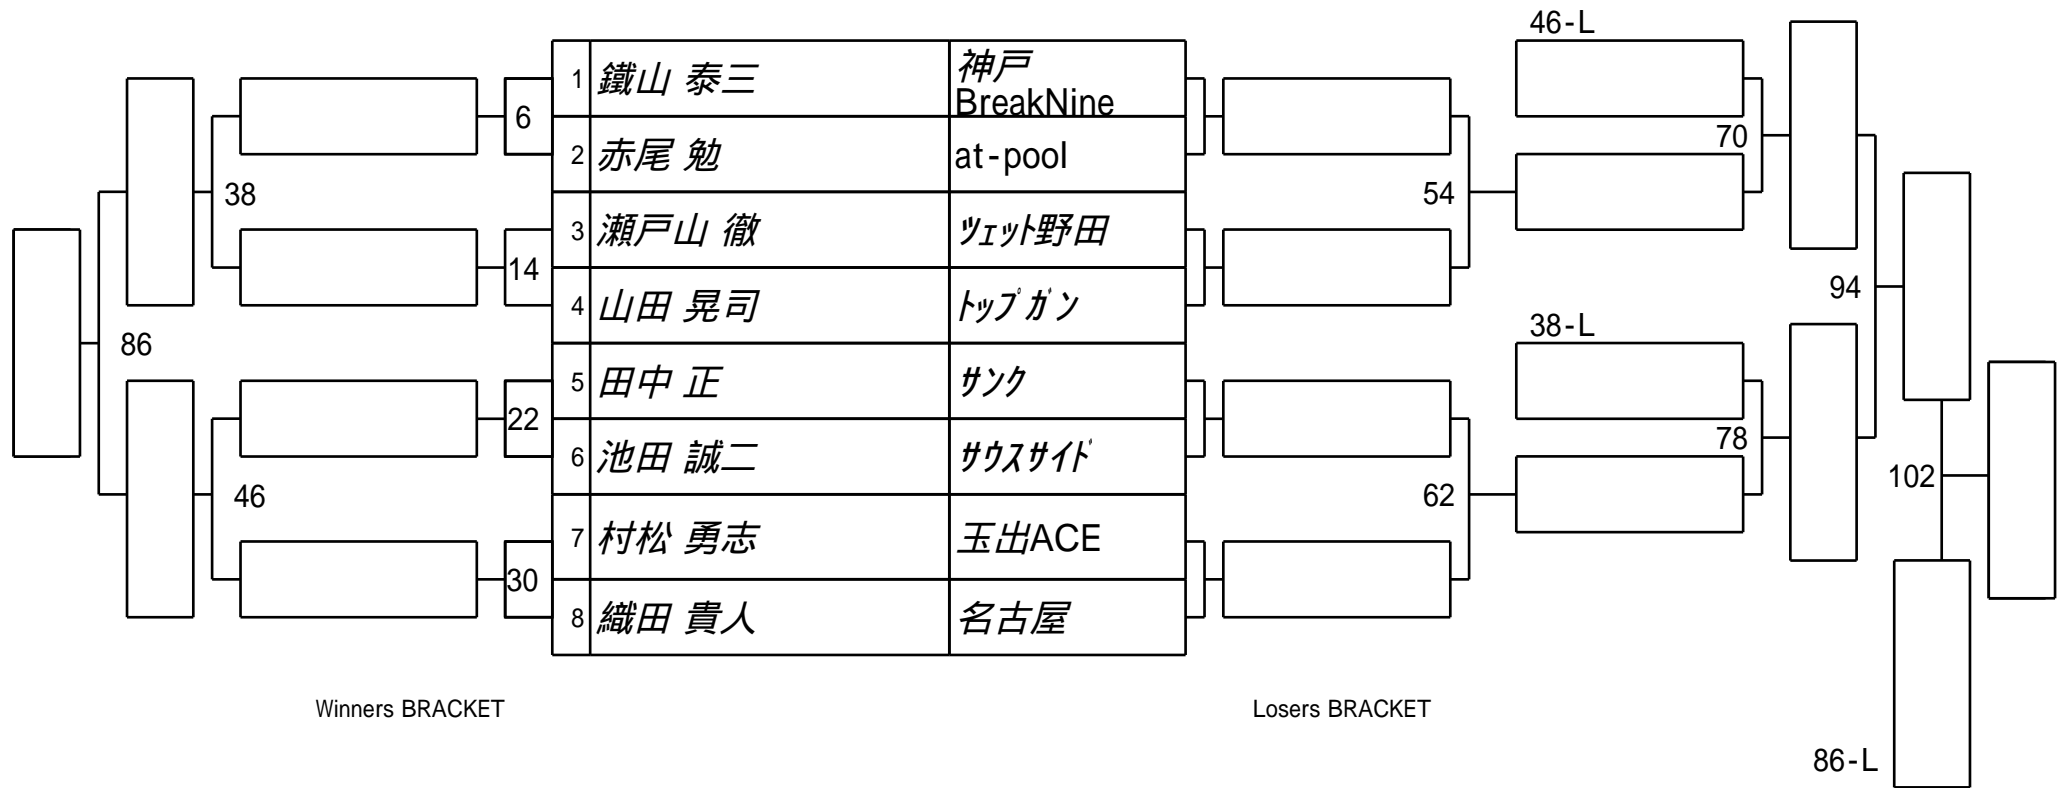 46-L
1 鐵山 泰三 神戸
BreakNine
6
2 赤尾 勉 at-pool
70
38
54
3 瀬戸山 徹 ツェット野田
14
4 山田 晃司 トップガン
94
86
38-L
5 田中 正 サンク
22
78
6 池田 誠二 サウスサイド
102
46
62
7 村松 勇志 玉出ACE
30
8 織田 貴人 名古屋
Winners BRACKET
Losers BRACKET
86-L